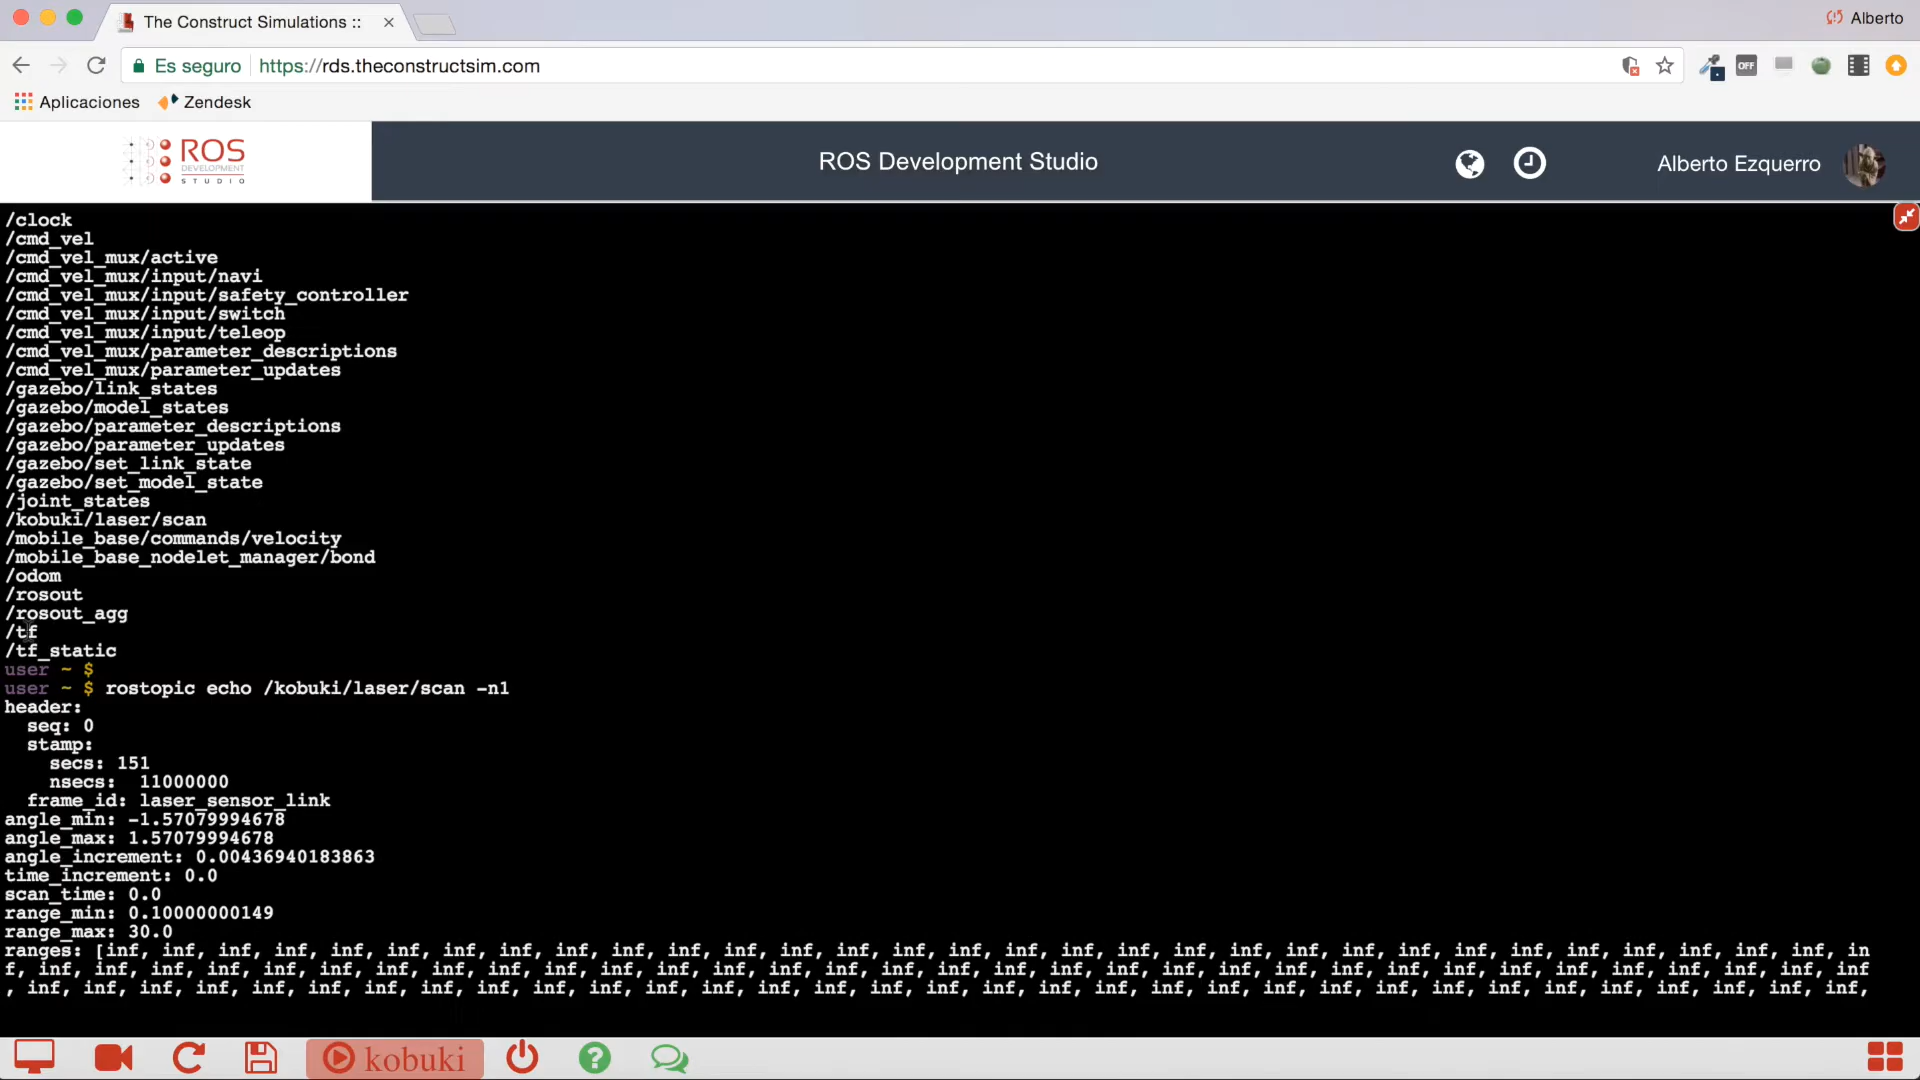 The Construct Simulations ::
Alberto
Es seguro
https://rds.theconstructsim.com
OFF
Aplicaciones
Zendesk
ROS
DEVELOPMENT
STUDIO
ROS Development Studio
Alberto Ezquerro
/clock
/cmd_vel
/cmd_vel_mux/active
/cmd_vel_mux/input/navi
/cmd_vel_mux/input/safety_controller
/cmd_vel_mux/input/switch
/cmd_vel_mux/input/teleop
/cmd_vel_mux/parameter_descriptions
/cmd_vel_mux/parameter_updates
/gazebo/link_states
/gazebo/model_states
/gazebo/parameter_descriptions
/gazebo/parameter_updates
/gazebo/set_link_state
/gazebo/set_model_state
/joint_states
/kobuki/laser/scan
/mobile_base/commands/velocity
/mobile_base_nodelet_manager/bond
/odom
/rosout
/rosout_agg
/tf
/tf_static
user ~ $
user ~ $ rostopic echo /kobuki/laser/scan -n1
header:
  seq: 0
  stamp:
    secs: 151
    nsecs:  11000000
  frame_id: laser_sensor_link
angle_min: -1.57079994678
angle_max: 1.57079994678
angle_increment: 0.00436940183863
time_increment: 0.0
scan_time: 0.0
range_min: 0.10000000149
range_max: 30.0
ranges: [inf, inf, inf, inf, inf, inf, inf, inf, inf, inf, inf, inf, inf, inf, inf, inf, inf, inf, inf, inf, inf, inf, inf, inf, inf, inf, inf, inf, inf, inf, inf, in
f, inf, inf, inf, inf, inf, inf, inf, inf, inf, inf, inf, inf, inf, inf, inf, inf, inf, inf, inf, inf, inf, inf, inf, inf, inf, inf, inf, inf, inf, inf, inf, inf, inf
, inf, inf, inf, inf, inf, inf, inf, inf, inf, inf, inf, inf, inf, inf, inf, inf, inf, inf, inf, inf, inf, inf, inf, inf, inf, inf, inf, inf, inf, inf, inf, inf, inf,
kobuki